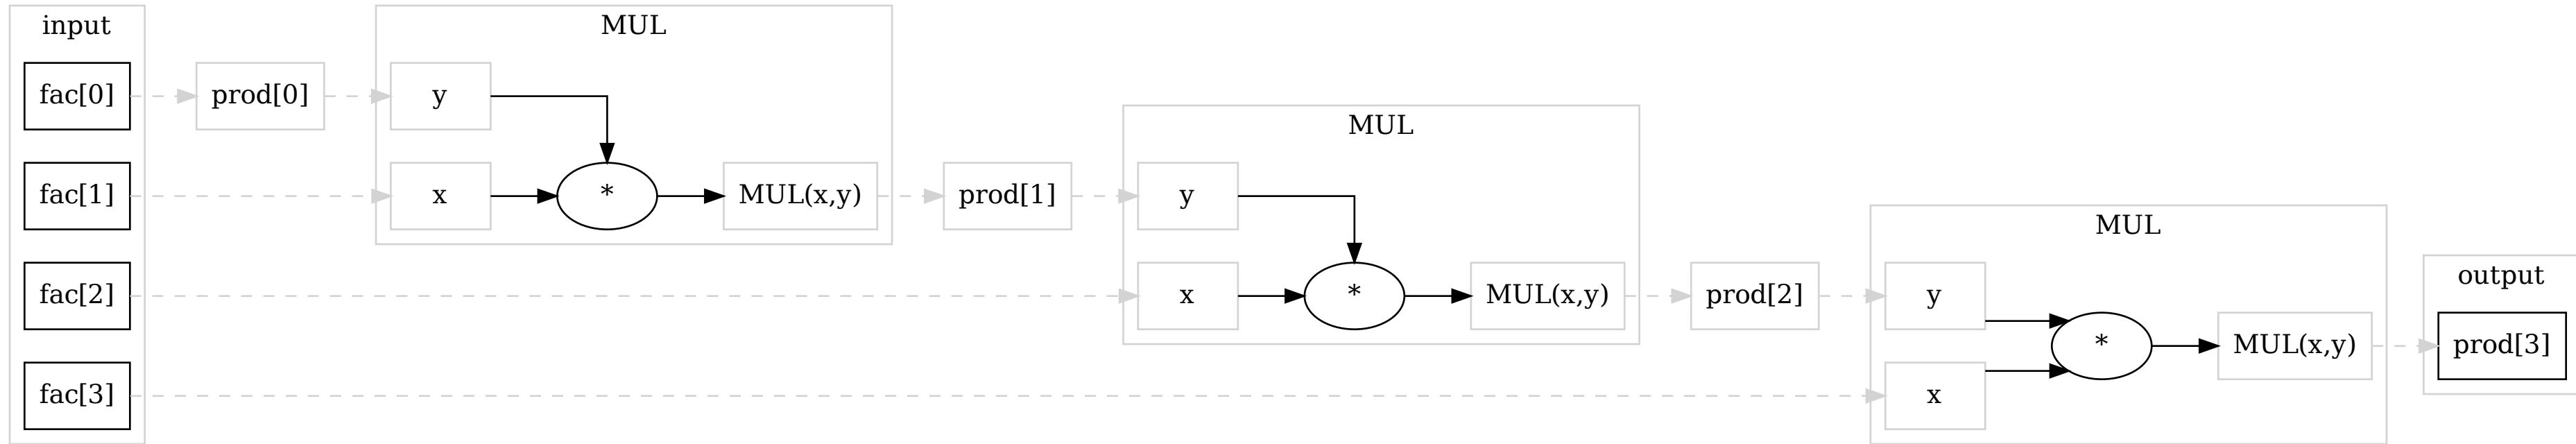 input
fac[0]
fac[1]
fac[2]
fac[3]
prod[0]
MUL
y
x
*
MUL(x,y)
prod[1]
MUL
y
x
*
MUL(x,y)
prod[2]
MUL
y
x
*
MUL(x,y)
output
prod[3]